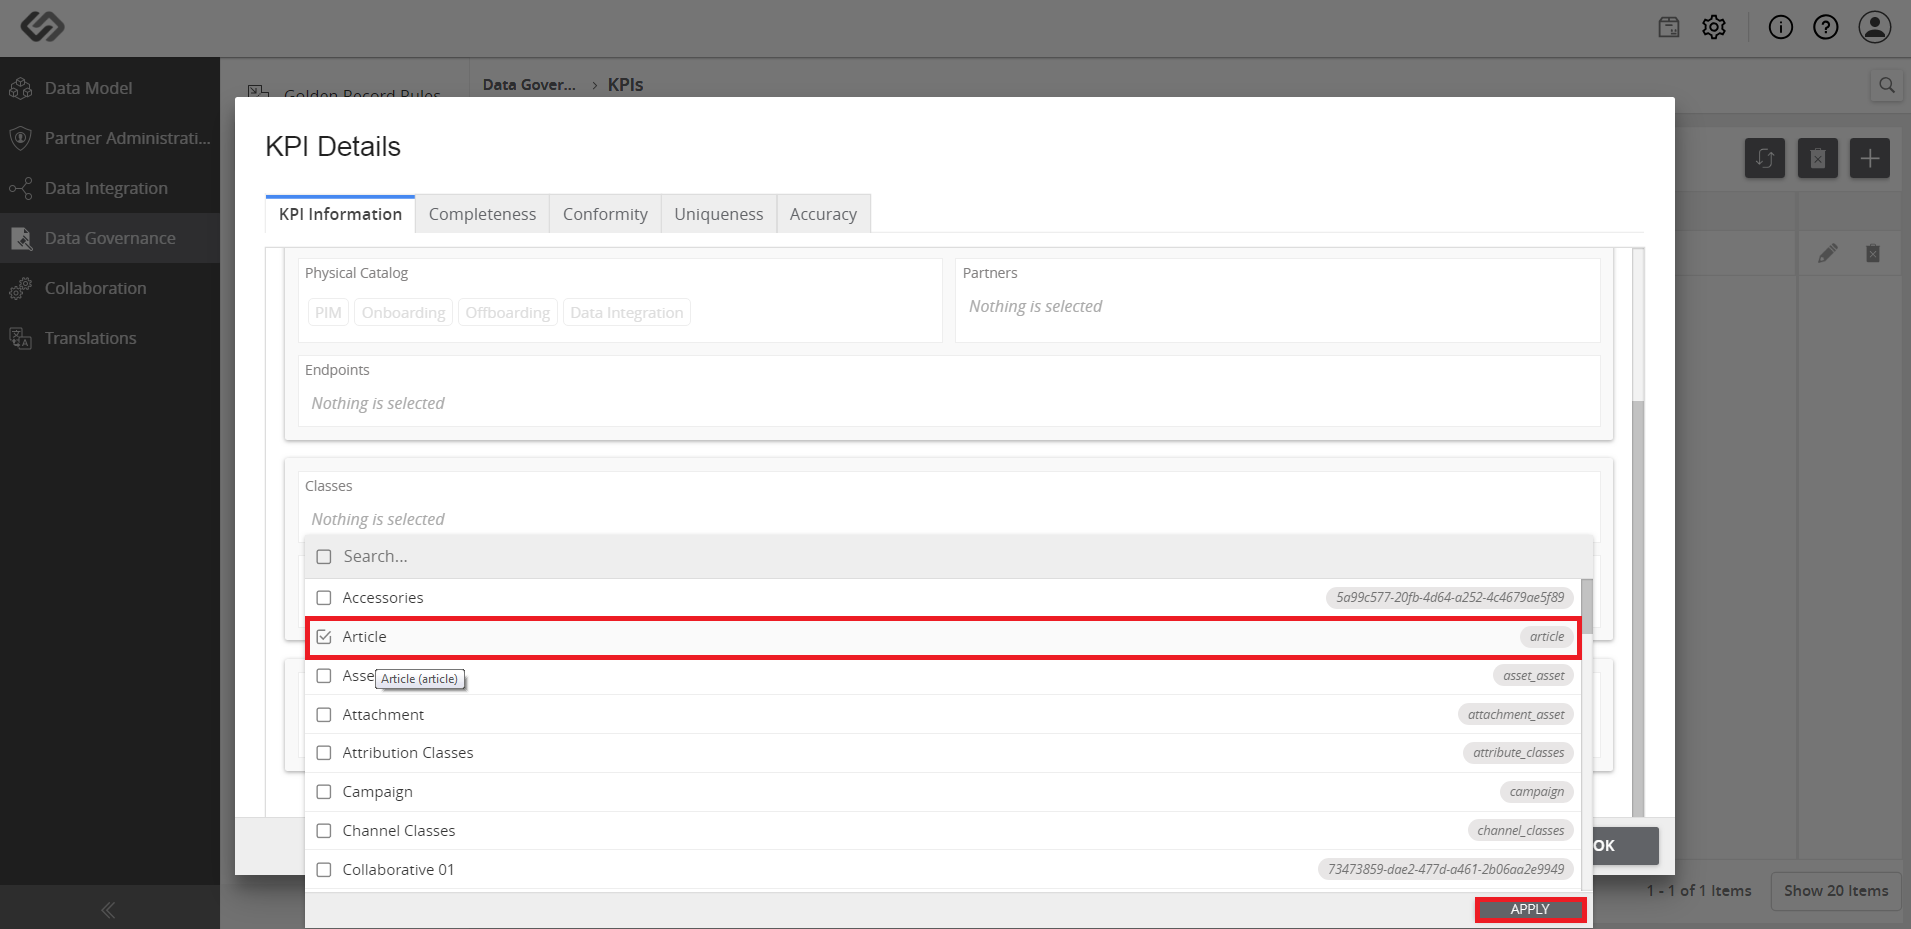 Data Model
Partner Administrati...
Data Integration
Data Governance
Collaboration
Translations
Golden Record Rules
Data Gover... › KPIs
KPI Details
KPI Information
Completeness
Conformity
Uniqueness
Accuracy
Physical Catalog
PIM
Onboarding
Offboarding
Data Integration
Partners
Nothing is selected
Endpoints
Nothing is selected
Classes
Nothing is selected
Search...
Accessories
5a99c577-20fb-4d64-a252-4c4679ae5f89
Article
article
Asse
asset_asset
Article (article)
Attachment
attachment_asset
Attribution Classes
attribute_classes
Campaign
campaign
Channel Classes
channel_classes
Collaborative 01
73473859-dae2-477d-a461-2b06aa2e9949
APPLY
OK
1 - 1 of 1 Items
Show 20 Items